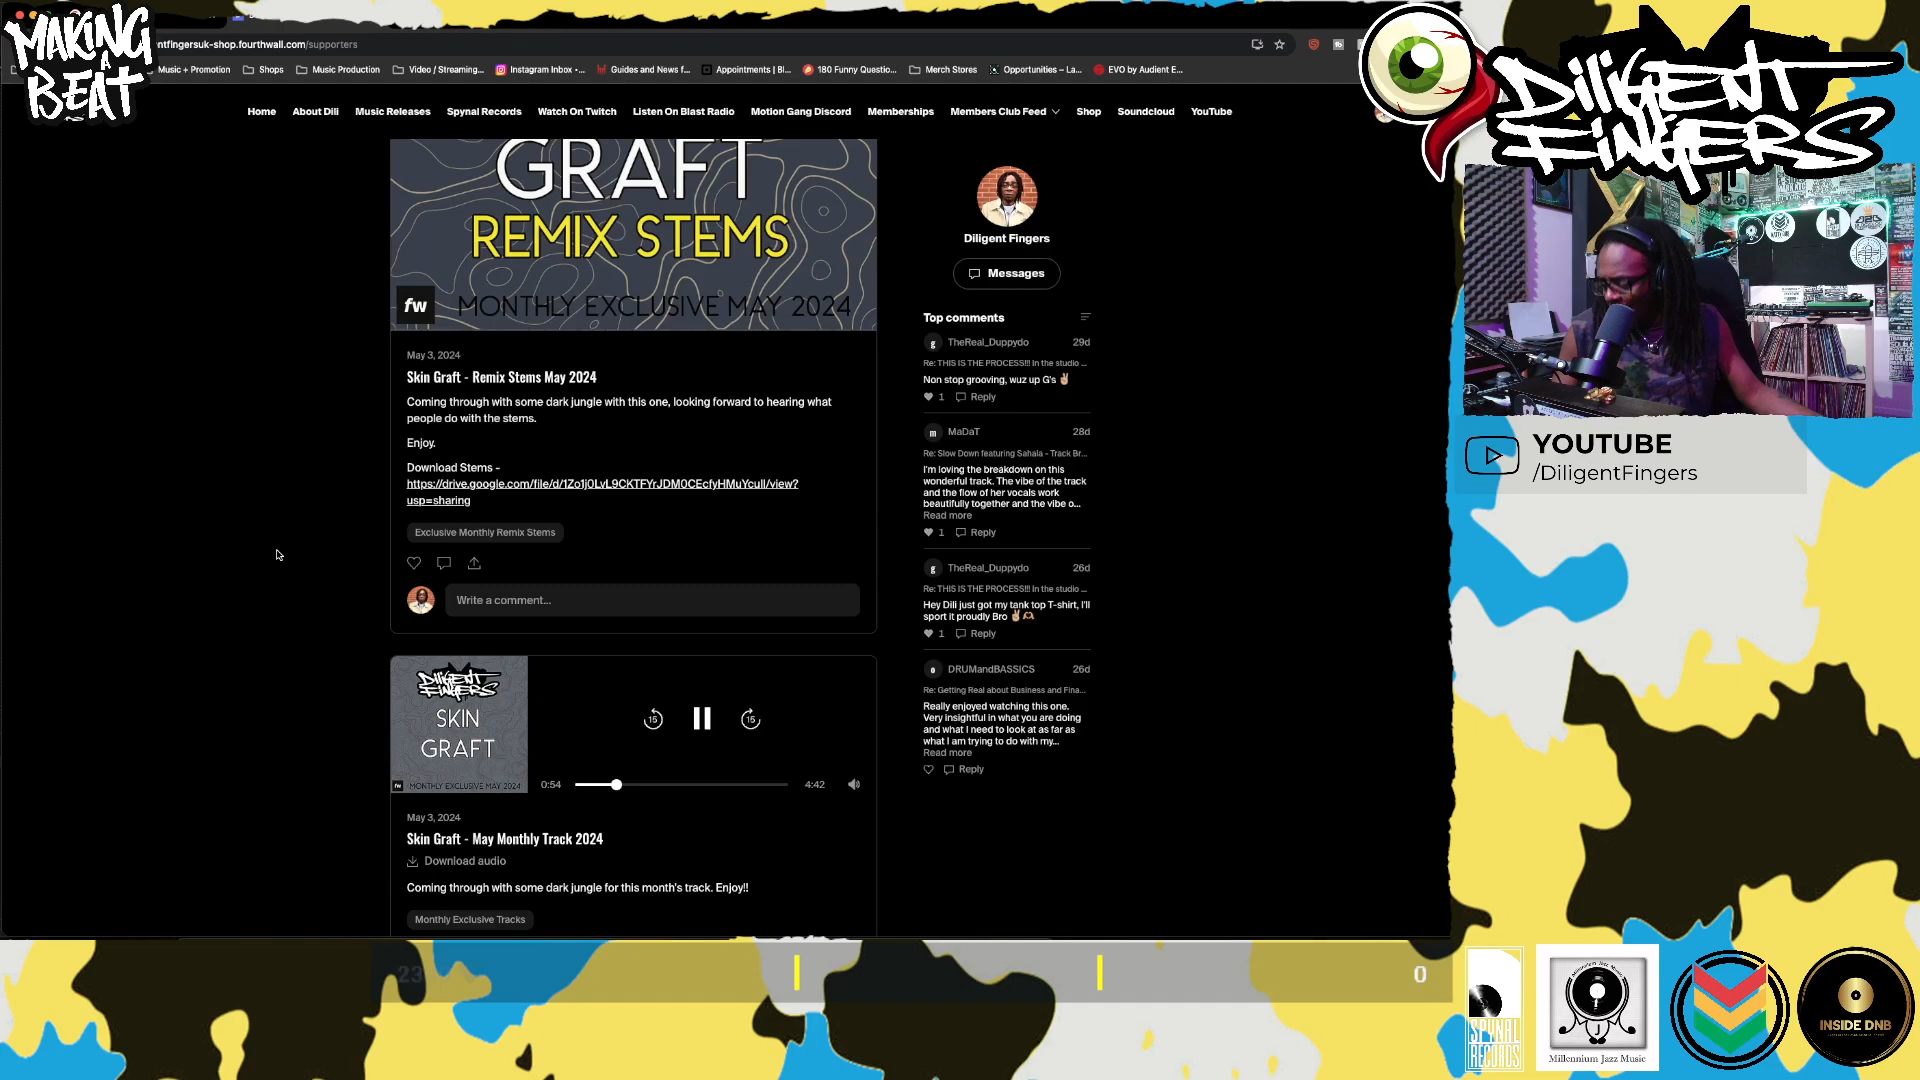 MAKING
A
BEAT
ntfingersuk-shop.fourthwall.com/supporters
Music + Promotion
Shops
Music Production
Video / Streaming...
Instagram Inbox •...
Guides and News f...
Appointments | Bl...
180 Funny Questio...
Merch Stores
Opportunities – La...
EVO by Audient E...
Home
About Dili
Music Releases
Spynal Records
Watch On Twitch
Listen On Blast Radio
Motion Gang Discord
Memberships
Members Club Feed
Shop
Soundcloud
YouTube
DiliGENT
FiNGERS
GRAFT
REMIX STEMS
fw
MONTHLY EXCLUSIVE MAY 2024
May 3, 2024
Skin Graft - Remix Stems May 2024
Coming through with some dark jungle with this one, looking forward to hearing what
people do with the stems.
Enjoy.
Download Stems -
https://drive.google.com/file/d/1Zo1j0LvL9CKTFYrJDM0CEcfyHMuYcull/view?
usp=sharing
Exclusive Monthly Remix Stems
Write a comment...
DiliGENT
FiNGERS
SKIN
GRAFT
fw
MONTHLY EXCLUSIVE MAY 2024
15
15
0:54
4:42
May 3, 2024
Skin Graft - May Monthly Track 2024
Download audio
Coming through with some dark jungle for this month's track. Enjoy!!
Monthly Exclusive Tracks
Diligent Fingers
Messages
Top comments
g TheReal_Duppydo 29d
Re: THIS IS THE PROCESS!!! In the studio ...
Non stop grooving, wuz up G's ✌🏼
1 Reply
m MaDaT 28d
Re: Slow Down featuring Sahala - Track Br...
I'm loving the breakdown on this
wonderful track. The vibe of the track
and the flow of her vocals work
beautifully together and the vibe o...
Read more
1 Reply
g TheReal_Duppydo 26d
Re: THIS IS THE PROCESS!!! In the studio ...
Hey Dili just got my tank top T-shirt, I'll
sport it proudly Bro ✌🏼🫶🏼
1 Reply
DRUMandBASSICS 26d
Re: Getting Real about Business and Fina...
Really enjoyed watching this one.
Very insightful in what you are doing
and what I need to look at as far as
what I am trying to do with my...
Read more
Reply
YOUTUBE
/DiligentFingers
23
0
SPYNAL
RECORDS
Millennium Jazz Music
J
Millennium Jazz Music
INSIDE DNB